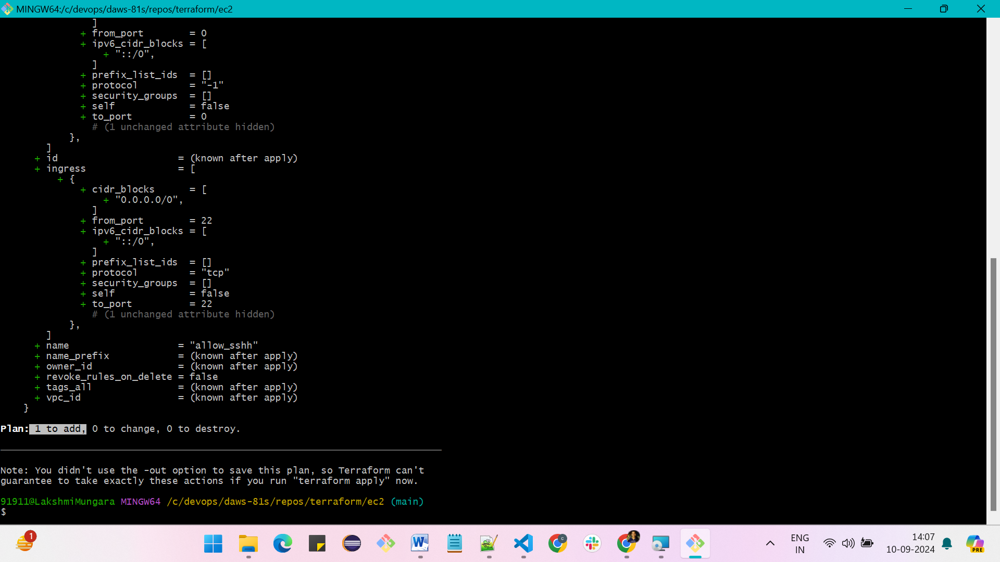 MINGW64:/c/devops/daws-81s/repos/terraform/ec2
]
+ from_port        = 0
+ ipv6_cidr_blocks = [
+ "::/0",
]
+ prefix_list_ids  = []
+ protocol         = "-1"
+ security_groups  = []
+ self             = false
+ to_port          = 0
# (1 unchanged attribute hidden)
},
]
+ id                     = (known after apply)
+ ingress                = [
+ {
+ cidr_blocks      = [
+ "0.0.0.0/0",
]
+ from_port        = 22
+ ipv6_cidr_blocks = [
+ "::/0",
]
+ prefix_list_ids  = []
+ protocol         = "tcp"
+ security_groups  = []
+ self             = false
+ to_port          = 22
# (1 unchanged attribute hidden)
},
]
+ name                   = "allow_sshh"
+ name_prefix            = (known after apply)
+ owner_id               = (known after apply)
+ revoke_rules_on_delete = false
+ tags_all               = (known after apply)
+ vpc_id                 = (known after apply)
}
Plan: 1 to add, 0 to change, 0 to destroy.
Note: You didn't use the -out option to save this plan, so Terraform can't
guarantee to take exactly these actions if you run "terraform apply" now.
91911@LakshmiMungara MINGW64 /c/devops/daws-81s/repos/terraform/ec2 (main)
$
1
W
C
ENG
IN
14:07
10-09-2024
PRE